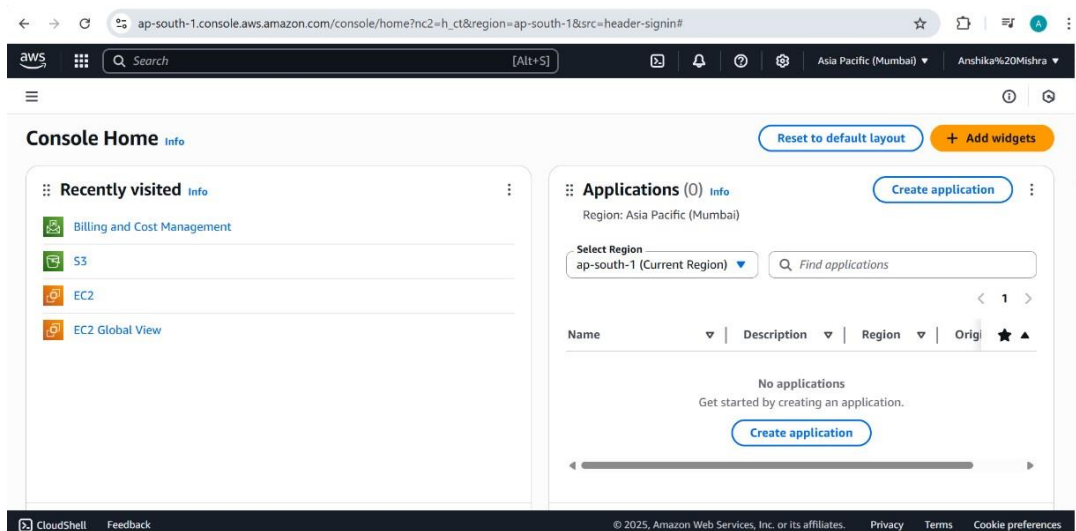 ap-south-1.console.aws.amazon.com/console/home?nc2=h_ct&region=ap-south-1&src=header-signin#
A
aws
Search
[Alt+S]
Asia Pacific (Mumbai)
Anshika%20Mishra
Console Home Info
Reset to default layout
+ Add widgets
Recently visited Info
Billing and Cost Management
S3
EC2
EC2 Global View
Applications (0) Info
Create application
Region: Asia Pacific (Mumbai)
Select Region
ap-south-1 (Current Region)
Find applications
1
Name
Description
Region
Origi
No applications
Get started by creating an application.
Create application
CloudShell
Feedback
© 2025, Amazon Web Services, Inc. or its affiliates.
Privacy
Terms
Cookie preferences